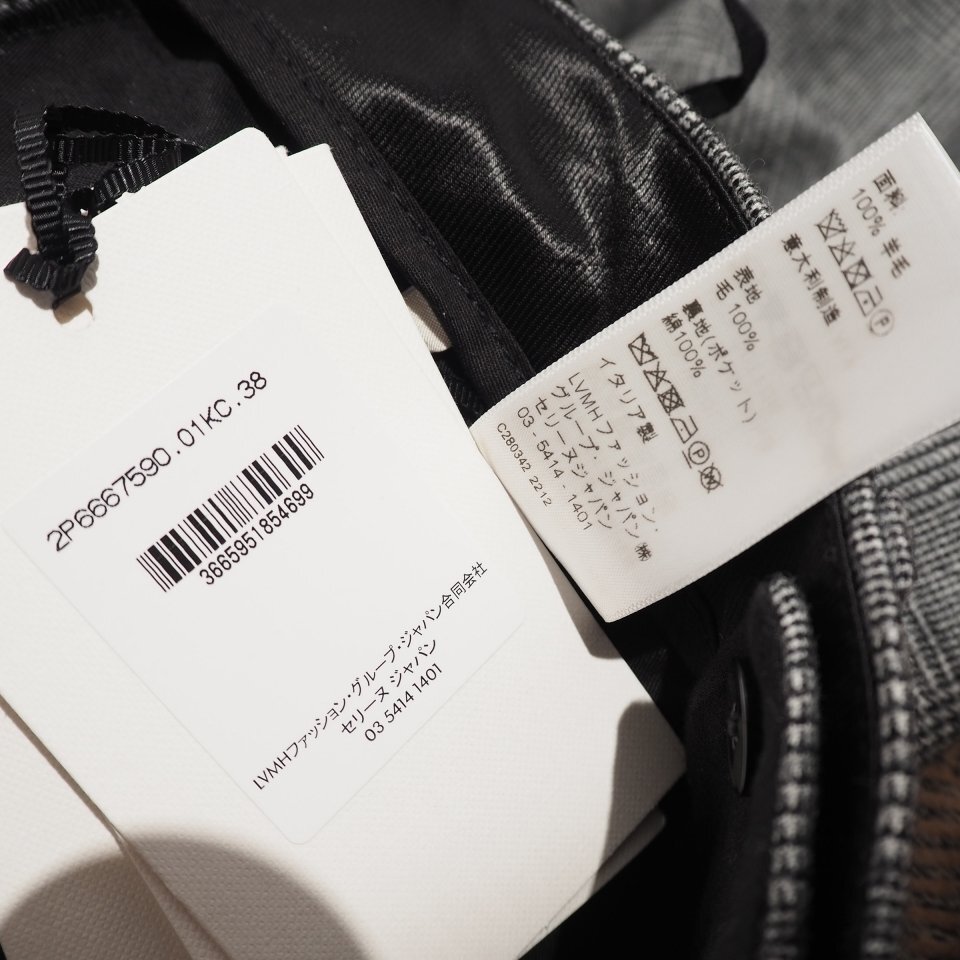 2P6667590.01KC.38
3665951854699
LVMHファッション・グループ・ジャパン合同会社
セリーヌ ジャパン
03 5414 1401
面料
100% 羊毛
意大利制造
表地
毛 100%
裏地(ポケット)
綿100%
イタリア製
LVMHファッション・
グループ・ジャパン㈱
セリーヌジャパン
03 - 5414 - 1401
C280342 2212